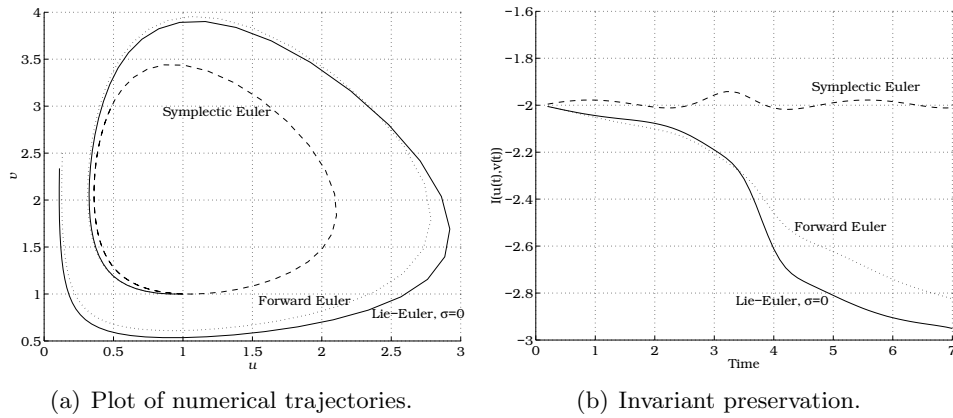 4
3.5
3
2.5
2
1.5
1
0.5
v
0
0.5
1
1.5
2
2.5
3
u
Symplectic Euler
Forward Euler
Lie−Euler, σ=0
(a) Plot of numerical trajectories.
−1.6
−1.8
−2
−2.2
−2.4
−2.6
−2.8
−3
I(u(t),v(t))
0
1
2
3
4
5
6
7
Time
Symplectic Euler
Forward Euler
Lie−Euler, σ=0
(b) Invariant preservation.